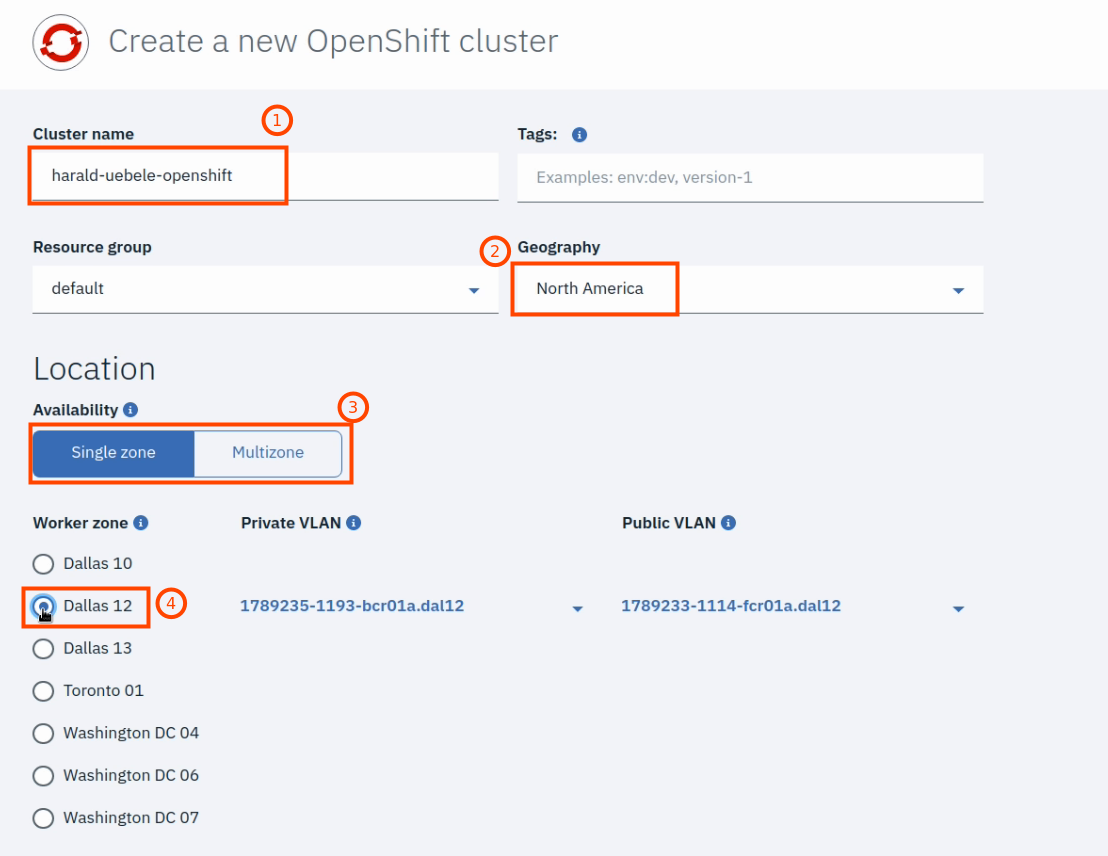 Create a new OpenShift cluster
1
Cluster name
Tags:
harald-uebele-openshift
Examples: env:dev, version-1
Resource group
2
Geography
default
North America
Location
Availability
3
Single zone
Multizone
Worker zone
Private VLAN
Public VLAN
Dallas 10
Dallas 12
4
1789235-1193-bcr01a.dal12
1789233-1114-fcr01a.dal12
Dallas 13
Toronto 01
Washington DC 04
Washington DC 06
Washington DC 07